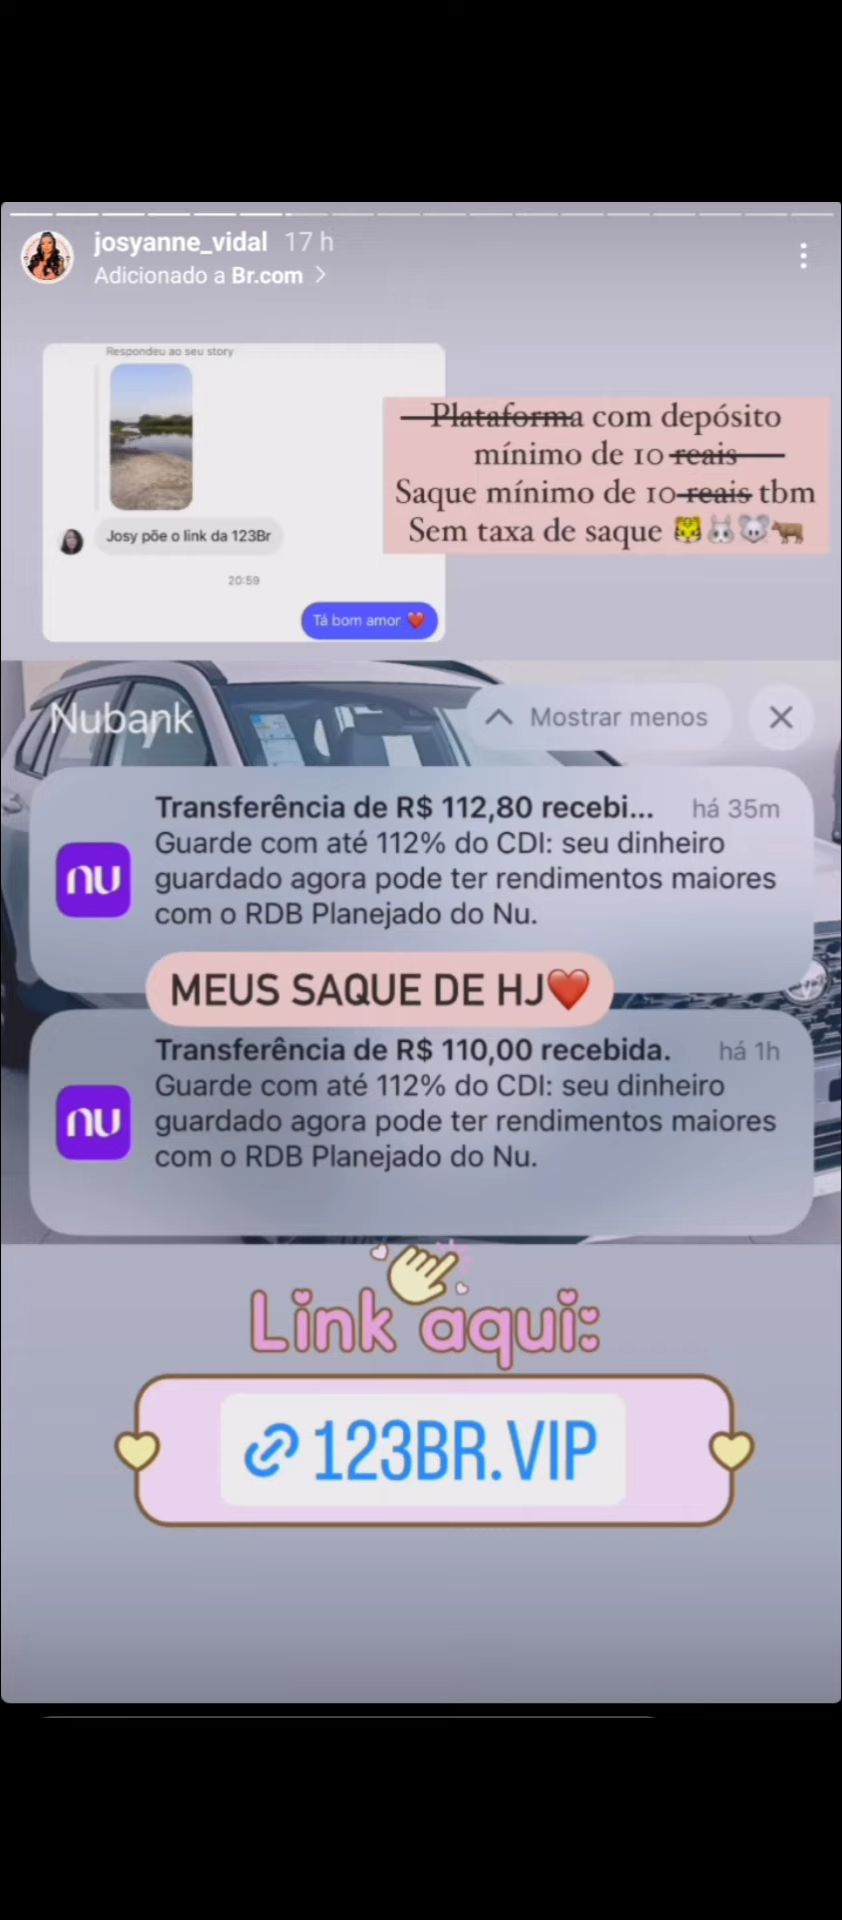 josyanne_vidal 17 h
Adicionado a Br.com
Respondeu ao seu story
Josy põe o link da 123Br
20:59
Tá bom amor ❤️
Plataforma com depósito
mínimo de 10 reais
Saque mínimo de 10 reais tbm
Sem taxa de saque 🐯🐰🐭🐂
Nubank
Mostrar menos
Transferência de R$ 112,80 recebi... há 35m
Guarde com até 112% do CDI: seu dinheiro
guardado agora pode ter rendimentos maiores
com o RDB Planejado do Nu.
nu
MEUS SAQUE DE HJ❤️
Transferência de R$ 110,00 recebida. há 1h
Guarde com até 112% do CDI: seu dinheiro
guardado agora pode ter rendimentos maiores
com o RDB Planejado do Nu.
nu
Link aqui:
123BR.VIP